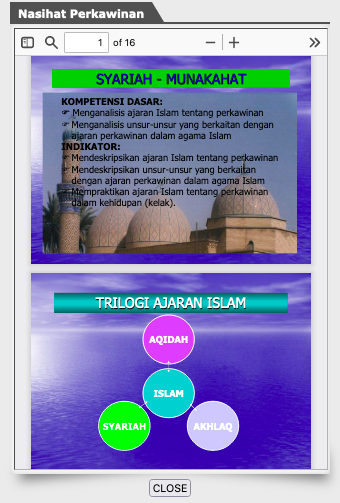 Nasihat Perkawinan
1 of 16
SYARIAH - MUNAKAHAT
KOMPETENSI DASAR:
☞ Menganalisis ajaran Islam tentang perkawinan
☞ Menganalisis unsur-unsur yang berkaitan dengan
ajaran perkawinan dalam agama Islam
INDIKATOR:
☞ Mendeskripsikan ajaran Islam tentang perkawinan
☞ Mendeskripsikan unsur-unsur yang berkaitan
dengan ajaran perkawinan dalam agama Islam
☞ Mempraktikan ajaran Islam tentang perkawinan
dalam kehidupan (kelak).
TRILOGI AJARAN ISLAM
AQIDAH
ISLAM
SYARIAH
AKHLAQ
CLOSE